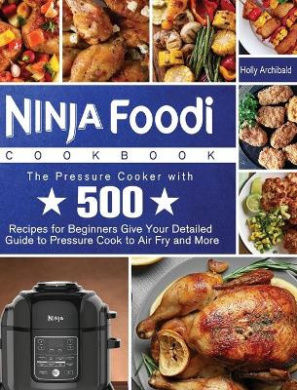 Holly Archibald
NINJA Foodi
COOKBOOK
The Pressure Cooker with
★ 500 ★
Recipes for Beginners Give Your Detailed
Guide to Pressure Cook to Air Fry and More
NINJA